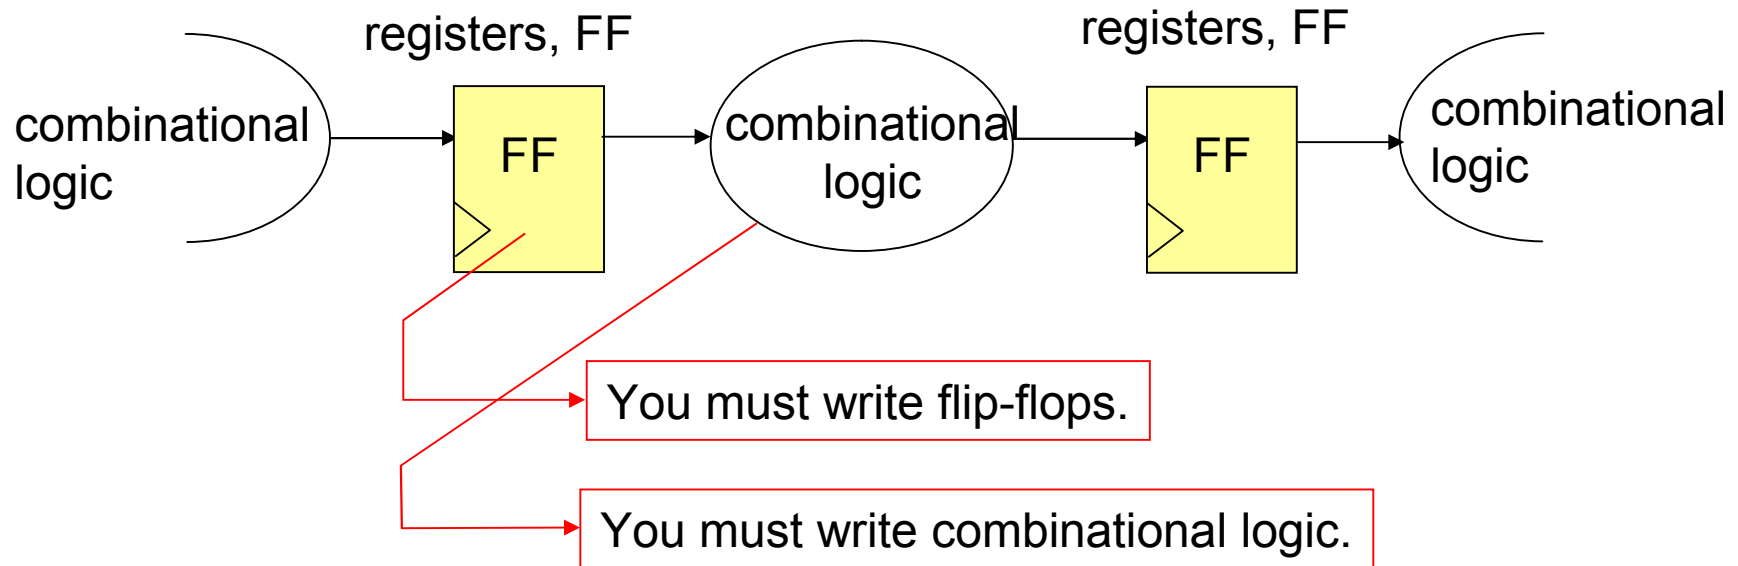 registers, FF
registers, FF
combinational
logic
FF
combinational
logic
FF
combinational
logic
You must write flip-flops.
You must write combinational logic.